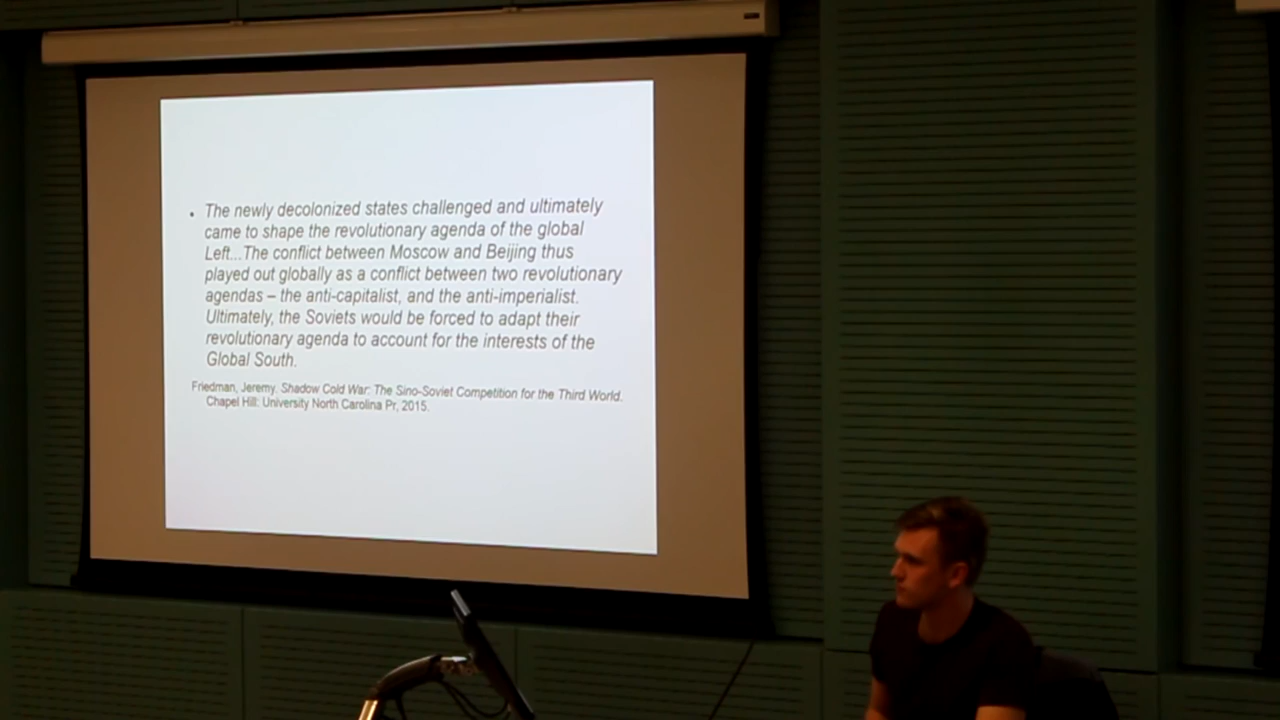 • The newly decolonized states challenged and ultimately
came to shape the revolutionary agenda of the global
Left...The conflict between Moscow and Beijing thus
played out globally as a conflict between two revolutionary
agendas – the anti-capitalist, and the anti-imperialist.
Ultimately, the Soviets would be forced to adapt their
revolutionary agenda to account for the interests of the
Global South.
Friedman, Jeremy. Shadow Cold War: The Sino-Soviet Competition for the Third World.
Chapel Hill: University North Carolina Pr, 2015.